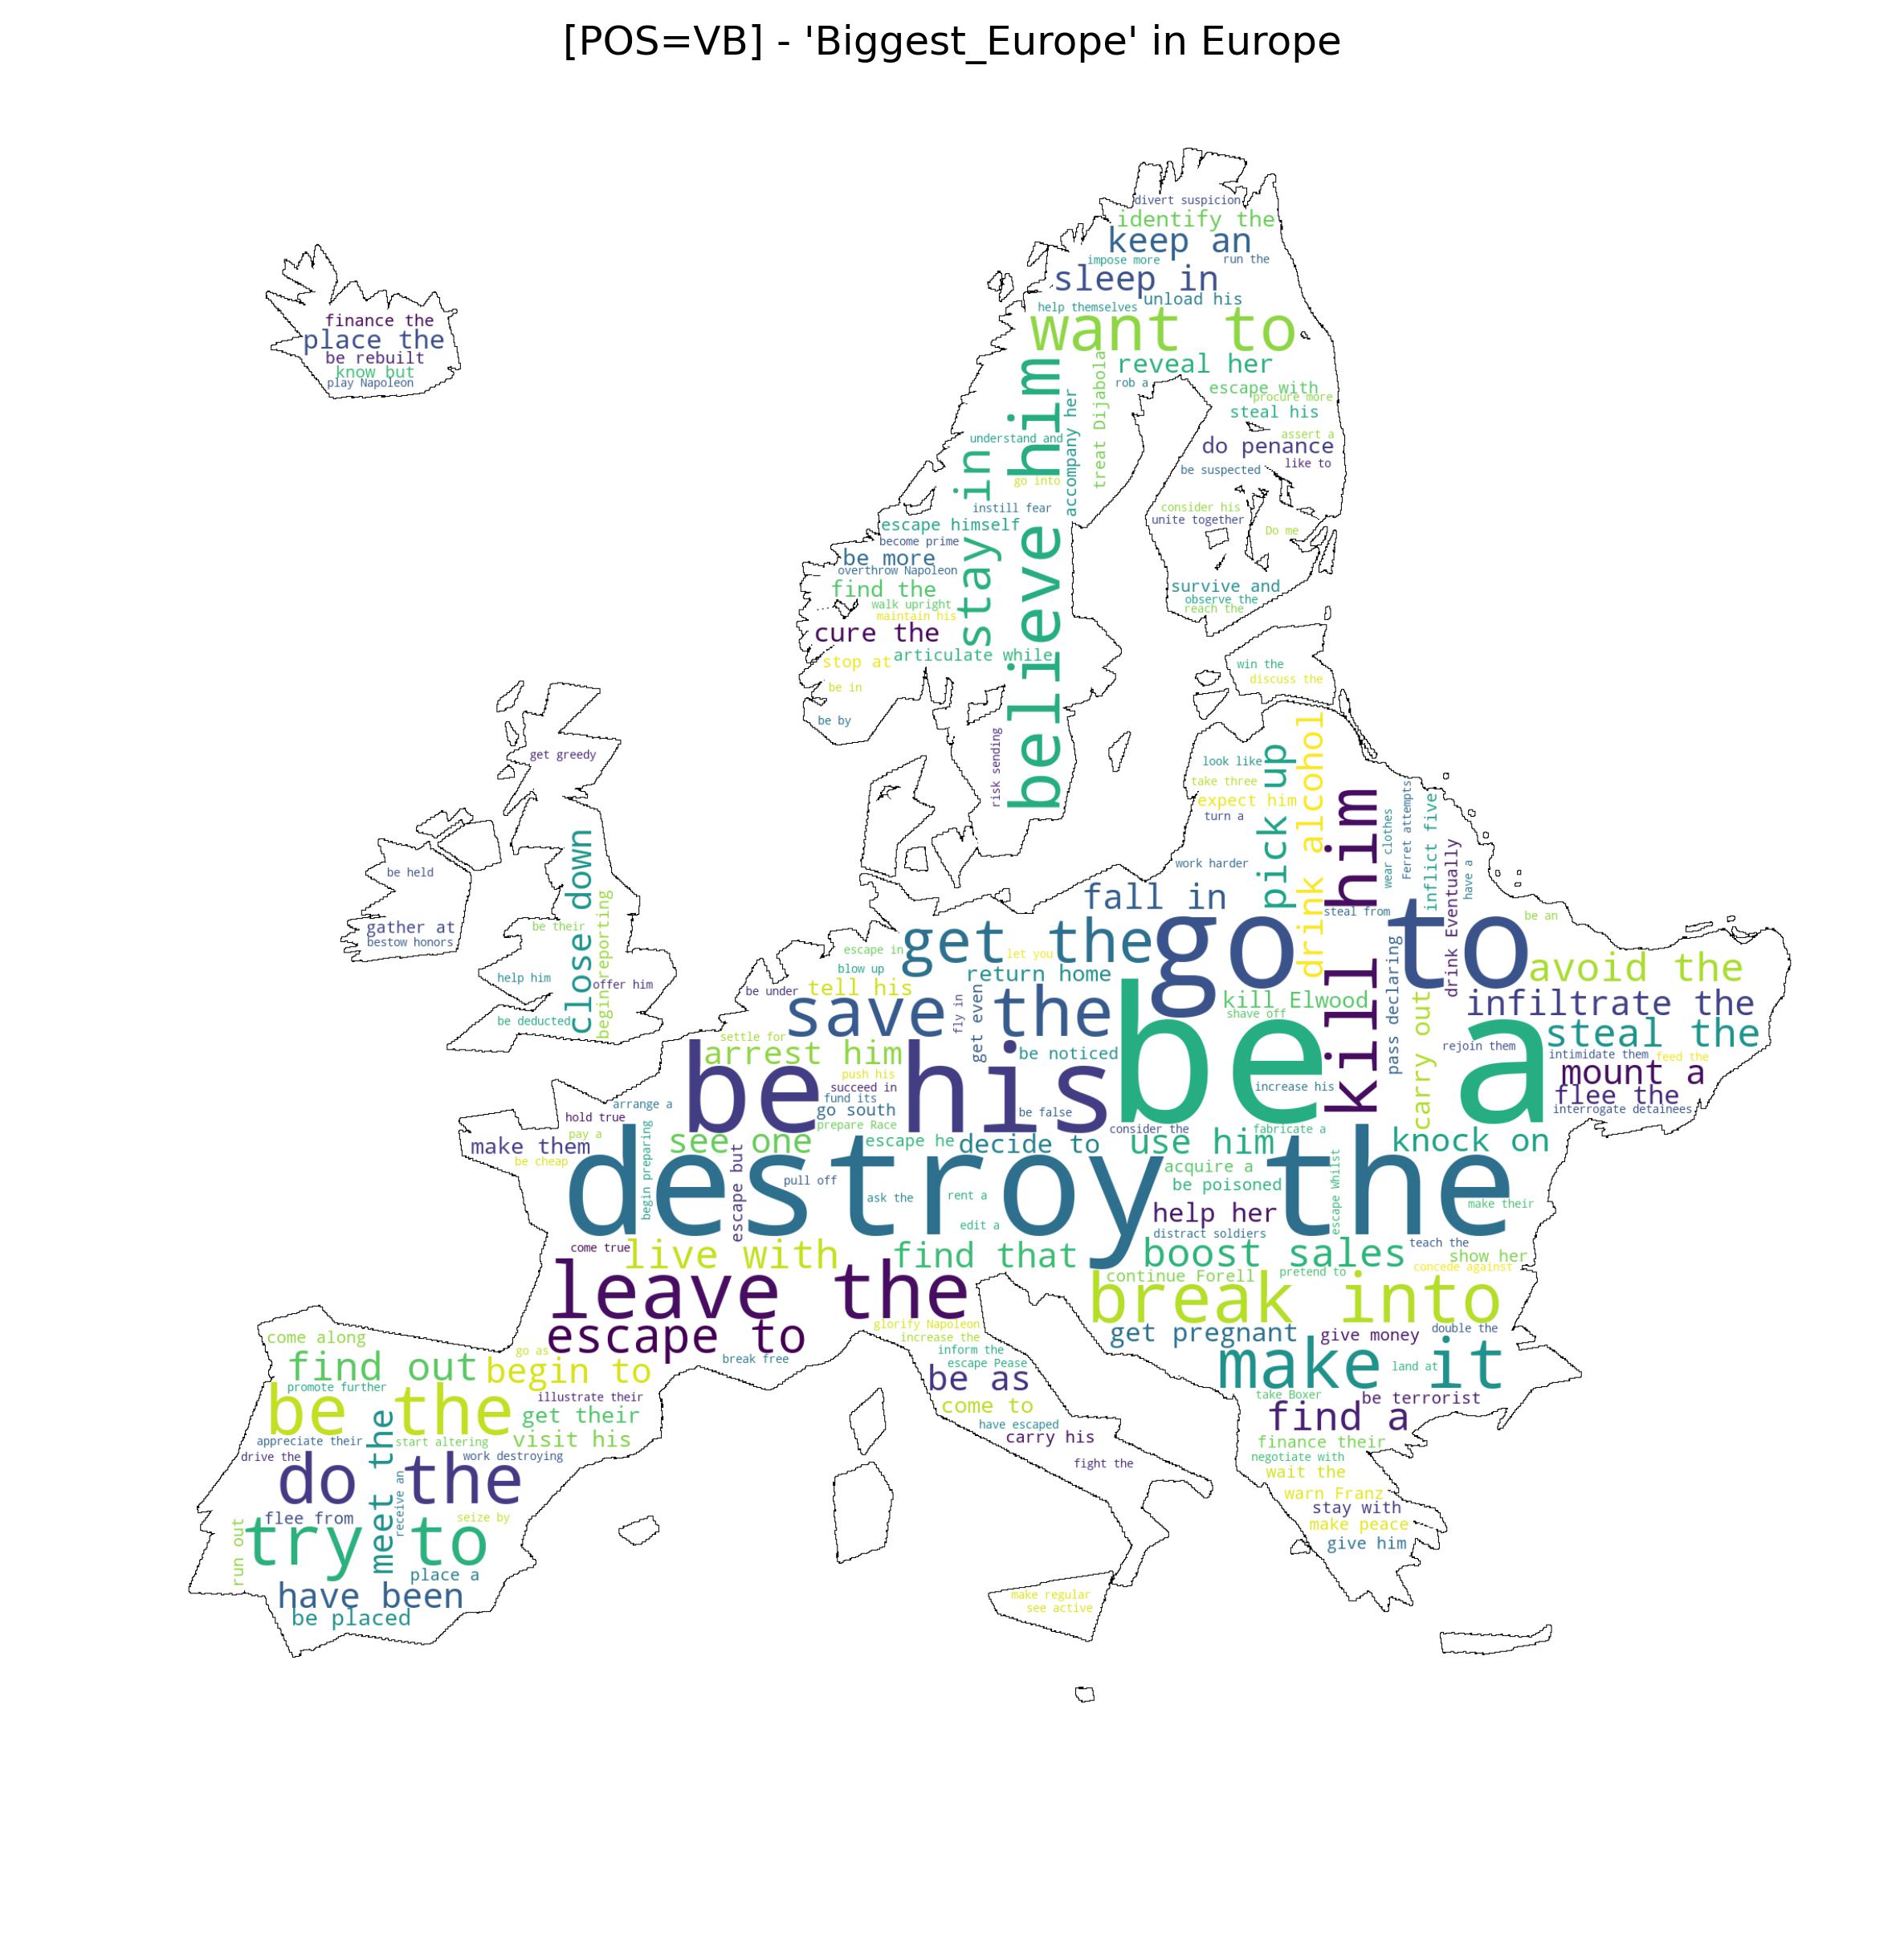 [POS=VB] - 'Biggest_Europe' in Europe
divert suspicion
identify the
keep an
impose more
run the
sleep in
unload his
help themselves
want to
reveal her
rob a
escape with
procure more
steal his
assert a
do penance
like to
be suspected
treat Dijabola
accompany her
believe him
understand and
stay in
go into
instill fear
consider his
unite together
Do me
escape himself
become prime
be more
overthrow Napoleon
find the
walk upright
maintain his
cure the
articulate while
stop at
be in
be by
risk sending
survive and
observe the
reach the
win the
discuss the
finance the
place the
be rebuilt
know but
play Napoleon
get greedy
be held
gather at
bestow honors
close down
begin reporting
be their
help him
offer him
be deducted
look like
take three
expect him
turn a
work harder
pick up
drink alcohol
kill him
wear clothes
Ferret attempts
inflict five
have a
drink Eventually
fall in
steal from
go to
be an
get the
let you
escape in
blow up
return home
be under
tell his
avoid the
pass declaring
carry out
infiltrate the
kill Elwood
shave off
save the
fly in
get even
be a
steal the
rejoin them
intimidate them
feed the
settle for
arrest him
be noticed
mount a
push his
succeed in
increase his
flee the
be his
fund its
go south
be false
interrogate detainees
arrange a
hold true
prepare Race
consider the
fabricate a
pay a
make them
see one
escape he
decide to
use him
knock on
be cheap
begin preparing
escape but
acquire a
pull off
be poisoned
escape Whilst
destroy the
ask the
rent a
make their
help her
edit a
distract soldiers
come true
live with
find that
boost sales
teach the
show her
concede against
continue Forell
pretend to
leave the
break into
glorify Napoleon
increase the
get pregnant
give money
double the
come along
escape to
inform the
go as
break free
escape Pease
make it
land at
find out
begin to
be as
promote further
illustrate their
take Boxer
be terrorist
be the
come to
get their
find a
have escaped
appreciate their
start altering
visit his
carry his
finance their
drive the
work destroying
negotiate with
do the
meet the
receive an
fight the
wait the
warn Franz
stay with
flee from
seize by
make peace
run out
try to
give him
place a
have been
make regular
be placed
see active